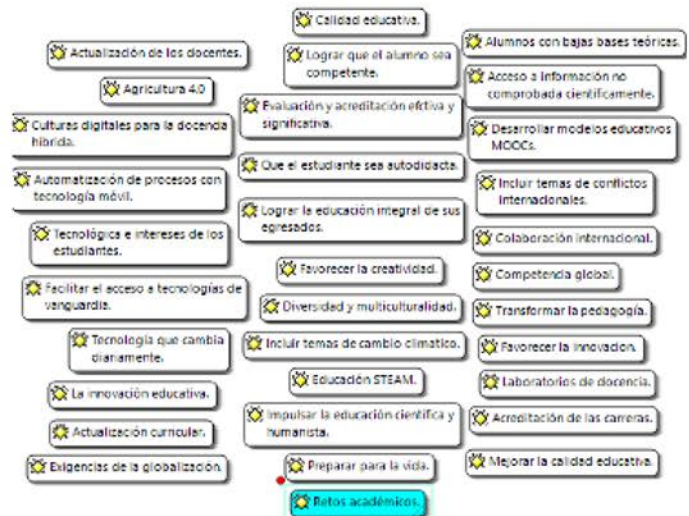 Actualización de los docentes.
Agricultura 4.0
Culturas digitales para la docencia
híbrida.
Automatización de procesos con
tecnología móvil.
Tecnológica e intereses de los
estudiantes.
Facilitar el acceso a tecnologías de
vanguardia.
Tecnología que cambia
diariamente.
La innovación educativa.
Actualización curricular.
Exigencias de la globalización.
Calidad educativa.
Lograr que el alumno sea
competente.
Evaluación y acreditación efctiva y
significativa.
Que el estudiante sea autodidacta.
Lograr la educación integral de sus
egresados.
Favorecer la creatividad.
Diversidad y multiculturalidad.
Incluir temas de cambio climatico.
Educación STEAM.
Impulsar la educación científica y
humanista.
Preparar para la vida.
Retos académicos.
Alumnos con bajas bases teóricas.
Acceso a información no
comprobada científicamente.
Desarrollar modelos educativos
MOOCs.
Incluir temas de conflictos
internacionales.
Colaboración internacional.
Competencia global.
Transformar la pedagogía.
Favorecer la innovacion.
Laboratorios de docencia.
Acreditación de las carreras.
Mejorar la calidad educativa.